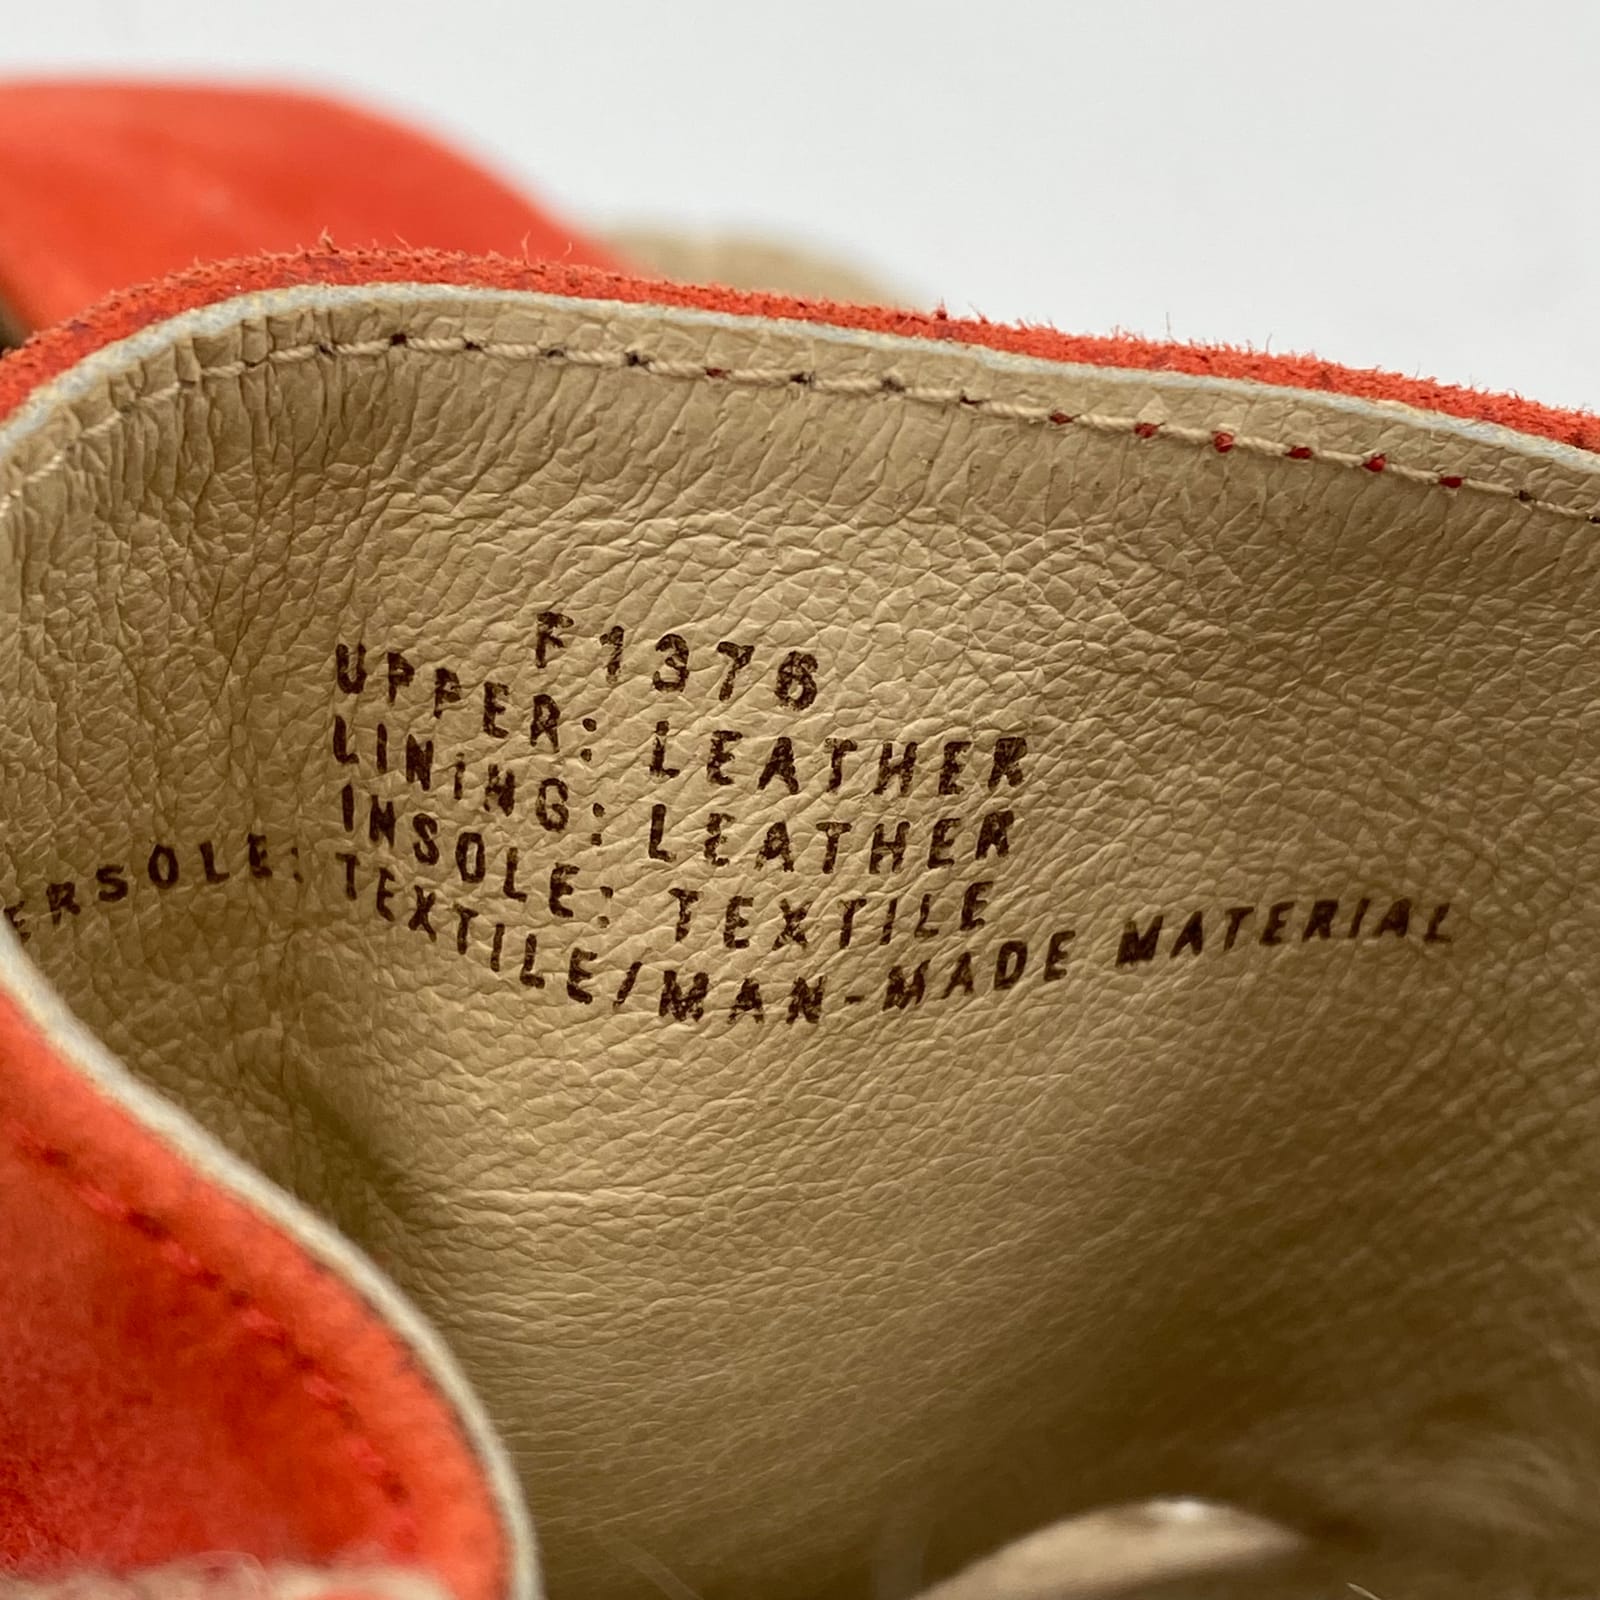 F1376
UPPER: LEATHER
LINING: LEATHER
INSOLE: TEXTILE
ERSOLE: TEXTILE/MAN-MADE MATERIAL